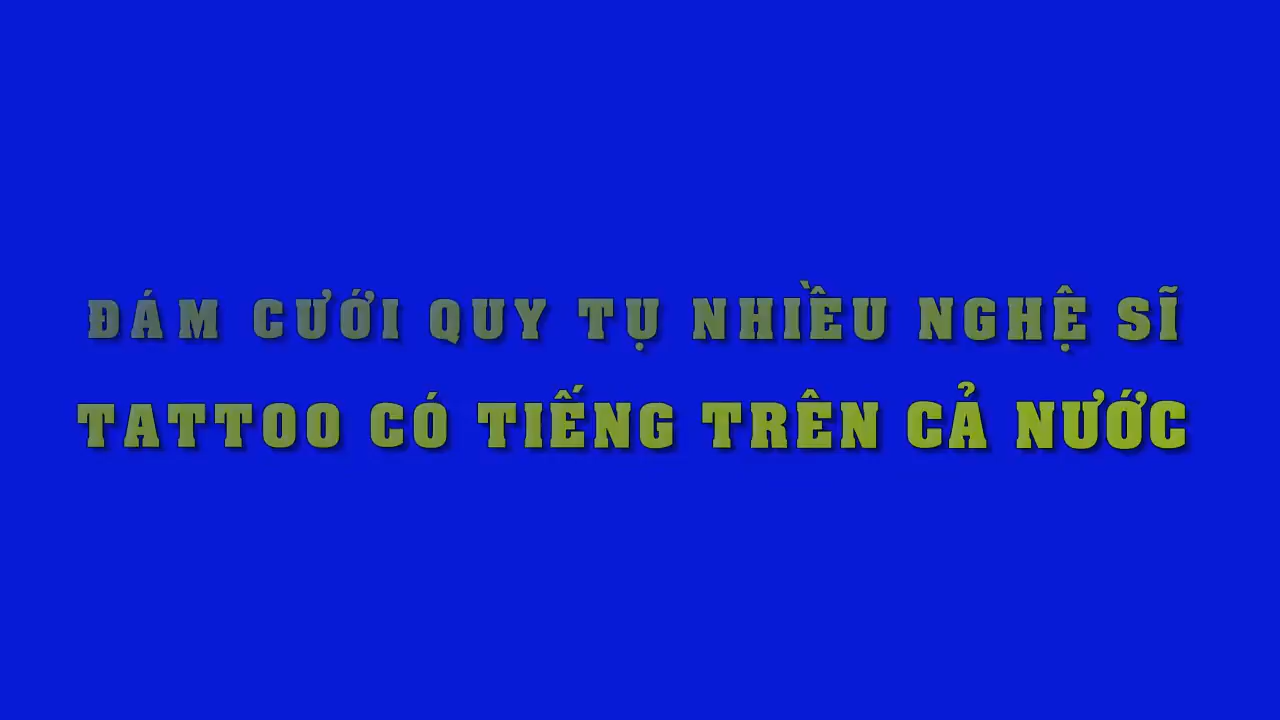 ĐÁM CƯỚI QUY TỤ NHIỀU NGHỆ SĨ
TATTOO CÓ TIẾNG TRÊN CẢ NƯỚC